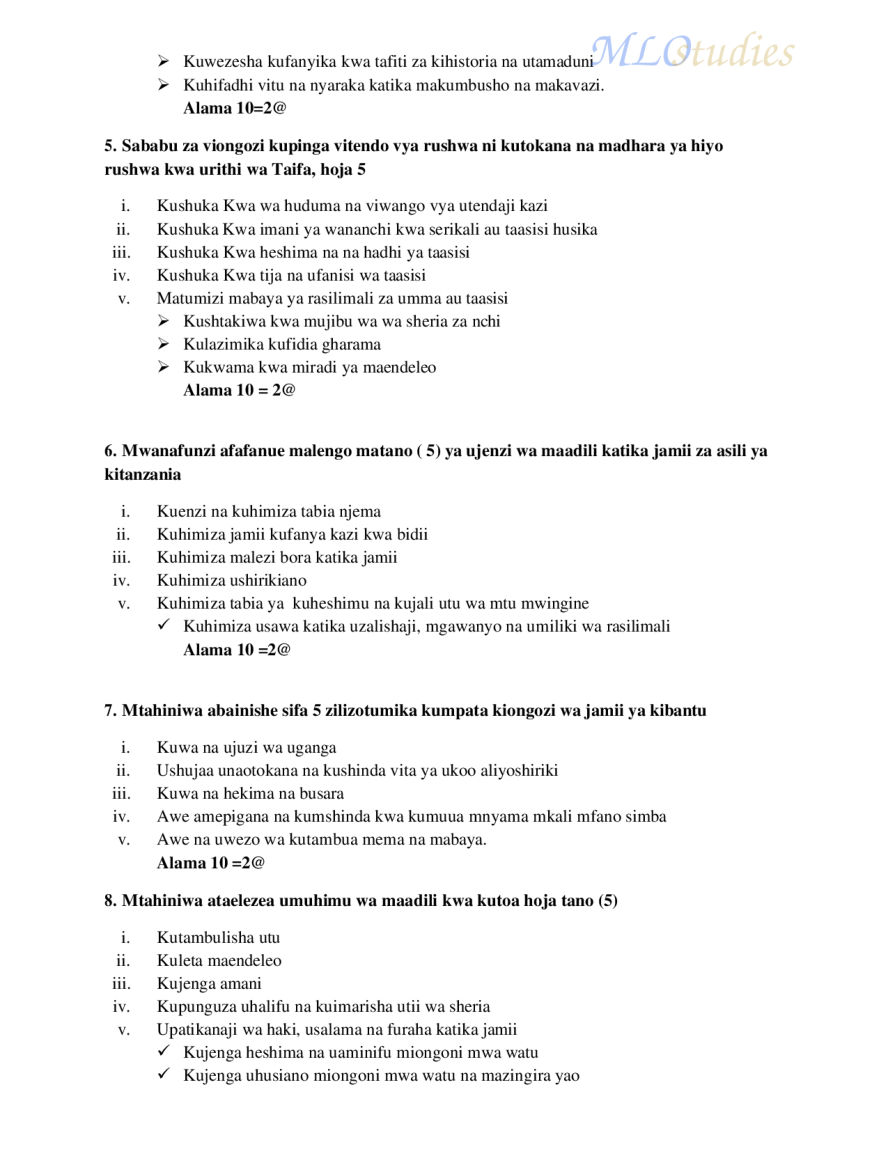 MLOstudies
➢ Kuwezesha kufanyika kwa tafiti za kihistoria na utamaduni
➢ Kuhifadhi vitu na nyaraka katika makumbusho na makavazi.
Alama 10=2@
5. Sababu za viongozi kupinga vitendo vya rushwa ni kutokana na madhara ya hiyo
rushwa kwa urithi wa Taifa, hoja 5
i. Kushuka Kwa wa huduma na viwango vya utendaji kazi
ii. Kushuka Kwa imani ya wananchi kwa serikali au taasisi husika
iii. Kushuka Kwa heshima na na hadhi ya taasisi
iv. Kushuka Kwa tija na ufanisi wa taasisi
v. Matumizi mabaya ya rasilimali za umma au taasisi
➢ Kushtakiwa kwa mujibu wa wa sheria za nchi
➢ Kulazimika kufidia gharama
➢ Kukwama kwa miradi ya maendeleo
Alama 10 = 2@
6. Mwanafunzi afafanue malengo matano ( 5) ya ujenzi wa maadili katika jamii za asili ya
kitanzania
i. Kuenzi na kuhimiza tabia njema
ii. Kuhimiza jamii kufanya kazi kwa bidii
iii. Kuhimiza malezi bora katika jamii
iv. Kuhimiza ushirikiano
v. Kuhimiza tabia ya  kuheshimu na kujali utu wa mtu mwingine
✓ Kuhimiza usawa katika uzalishaji, mgawanyo na umiliki wa rasilimali
Alama 10 =2@
7. Mtahiniwa abainishe sifa 5 zilizotumika kumpata kiongozi wa jamii ya kibantu
i. Kuwa na ujuzi wa uganga
ii. Ushujaa unaotokana na kushinda vita ya ukoo aliyoshiriki
iii. Kuwa na hekima na busara
iv. Awe amepigana na kumshinda kwa kumuua mnyama mkali mfano simba
v. Awe na uwezo wa kutambua mema na mabaya.
Alama 10 =2@
8. Mtahiniwa ataelezea umuhimu wa maadili kwa kutoa hoja tano (5)
i. Kutambulisha utu
ii. Kuleta maendeleo
iii. Kujenga amani
iv. Kupunguza uhalifu na kuimarisha utii wa sheria
v. Upatikanaji wa haki, usalama na furaha katika jamii
✓ Kujenga heshima na uaminifu miongoni mwa watu
✓ Kujenga uhusiano miongoni mwa watu na mazingira yao